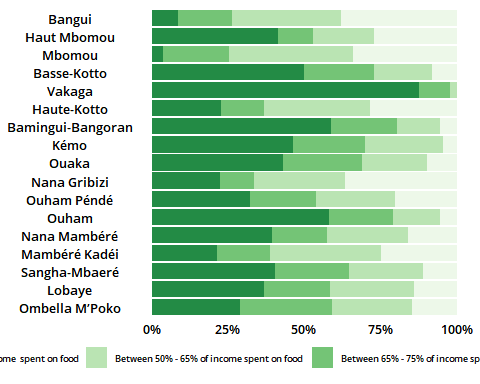 Bangui
Haut Mbomou
Mbomou
Basse-Kotto
Vakaga
Haute-Kotto
Bamingui-Bangoran
Kémo
Ouaka
Nana Gribizi
Ouham Péndé
Ouham
Nana Mambéré
Mambéré Kadéi
Sangha-Mbaeré
Lobaye
Ombella M'Poko
0% 25% 50% 75% 100%
ome spent on food Between 50% - 65% of income spent on food Between 65% - 75% of income sp